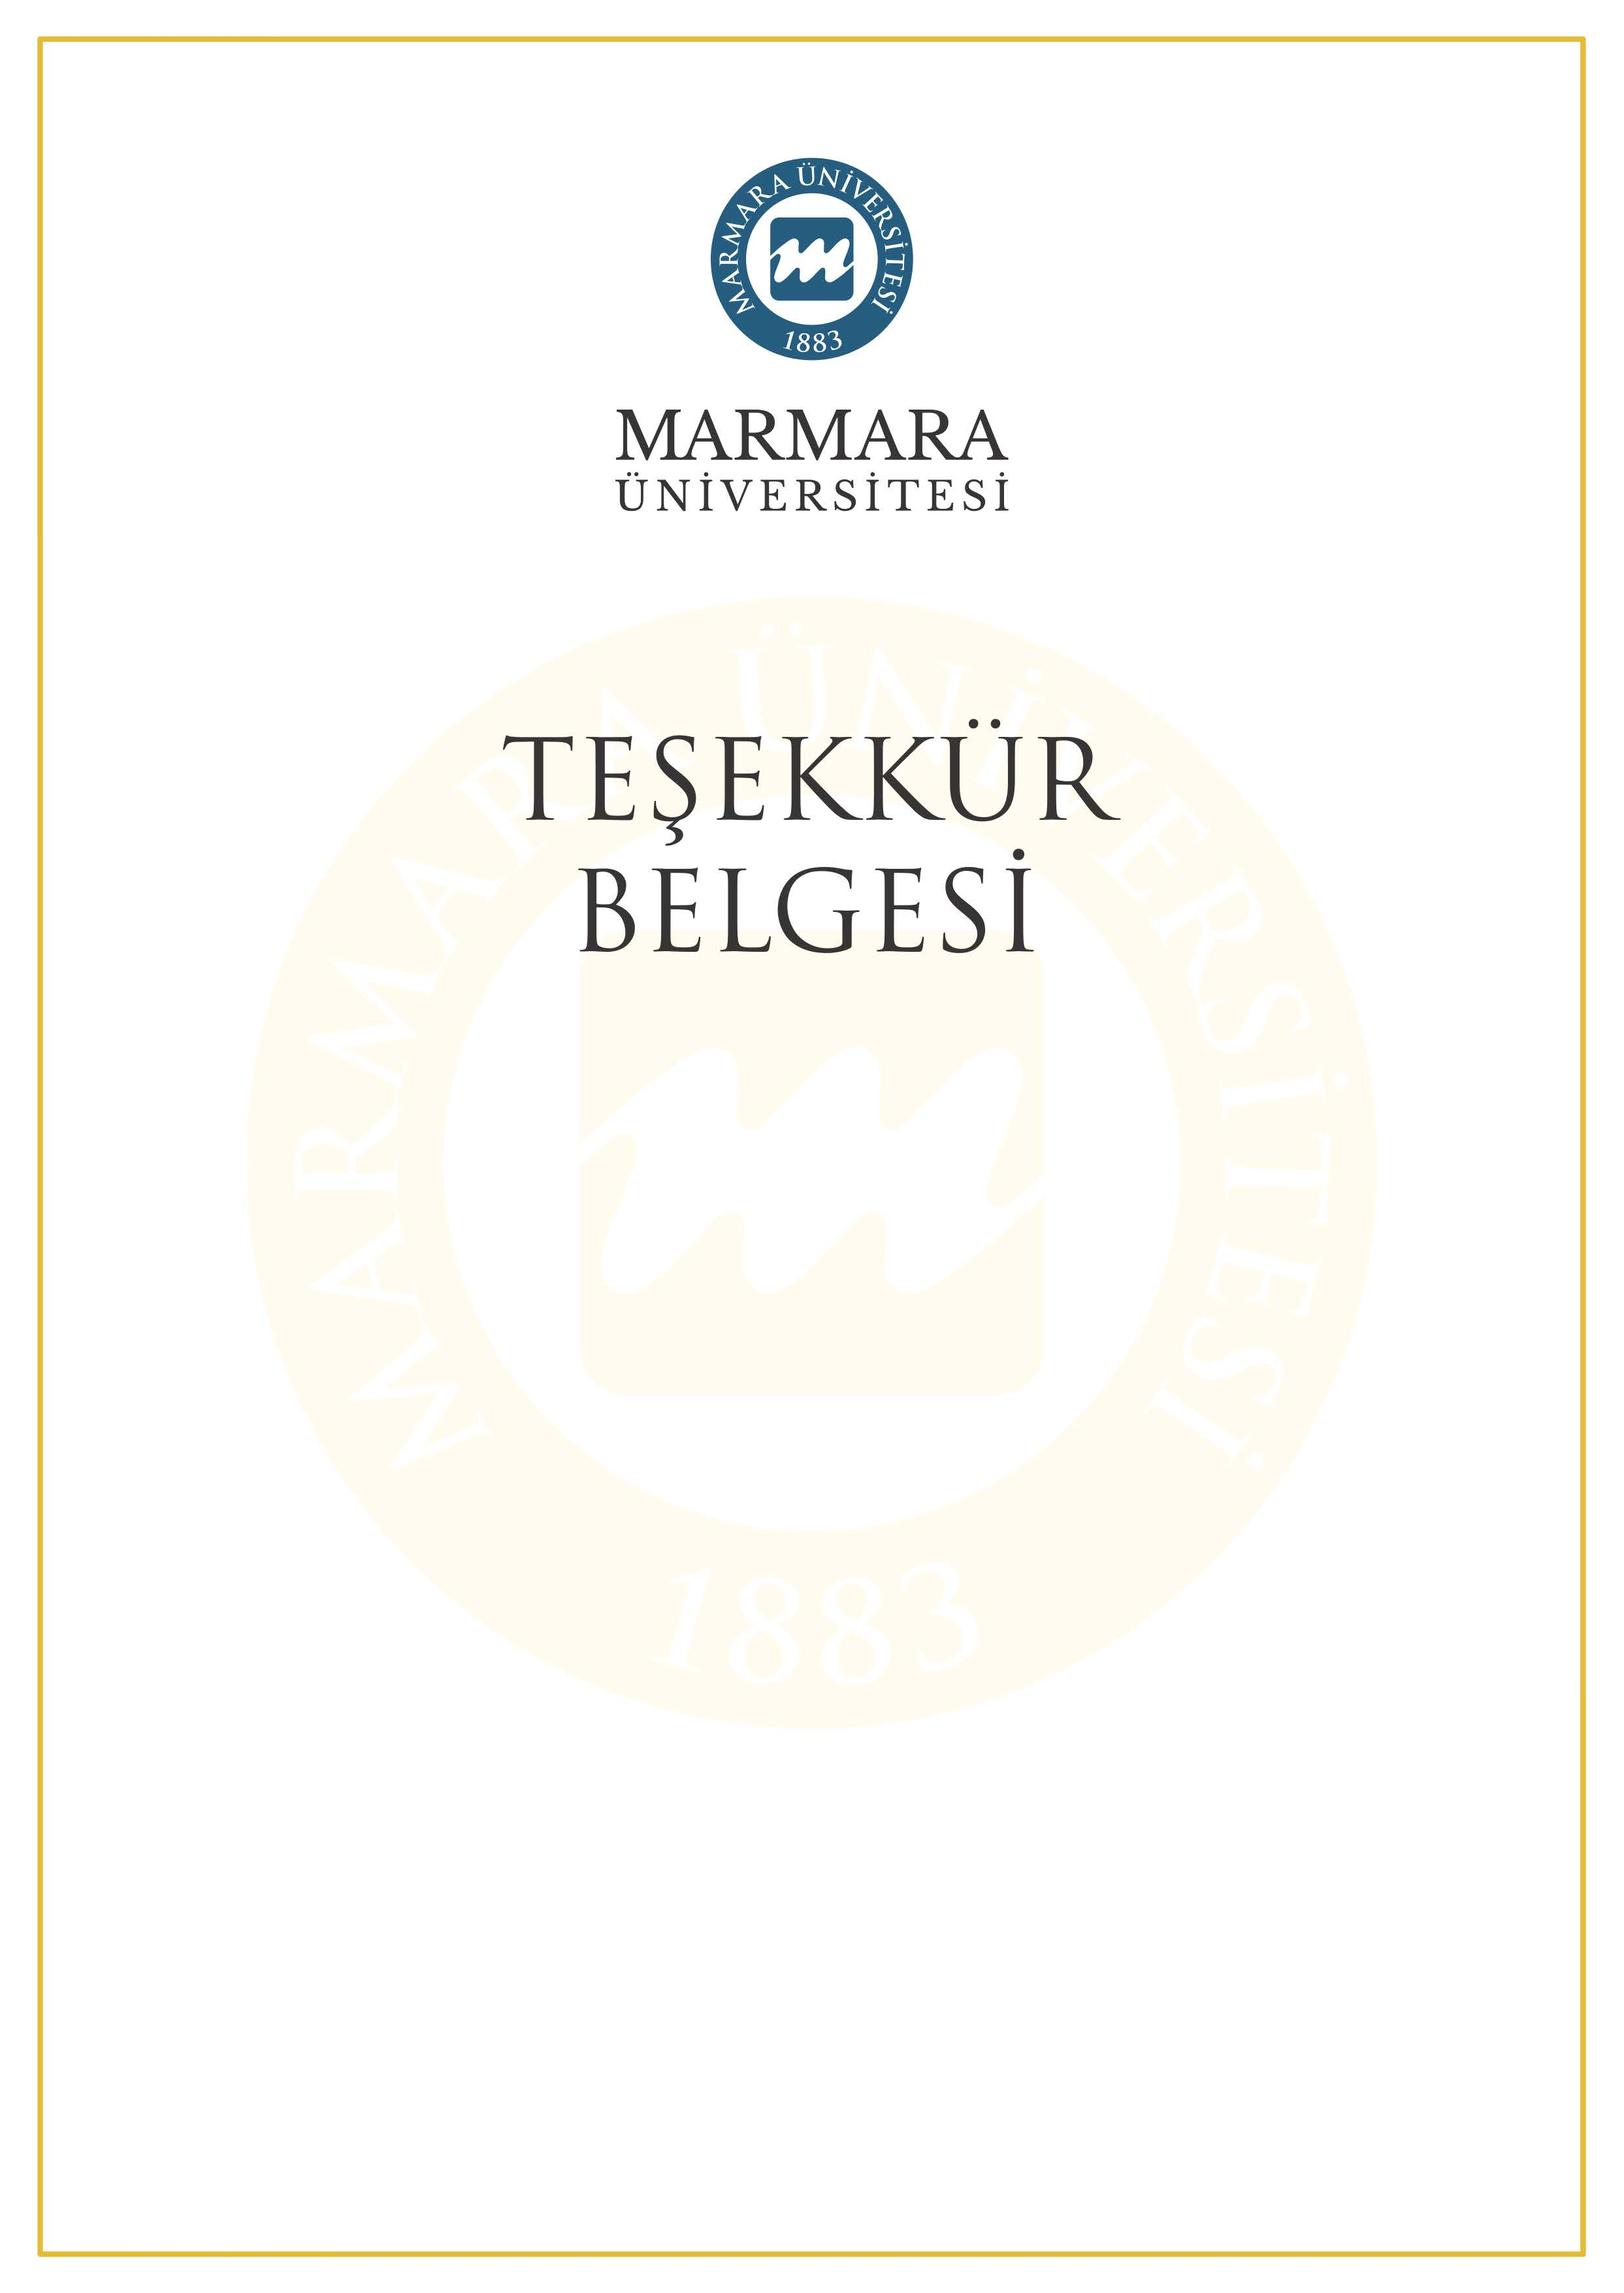 MARMARA ÜNİVERSİTESİ
1883
MARMARA
ÜNİVERSİTESİ
TEŞEKKÜR
BELGESİ
MARMARA ÜNİVERSİTESİ
1883